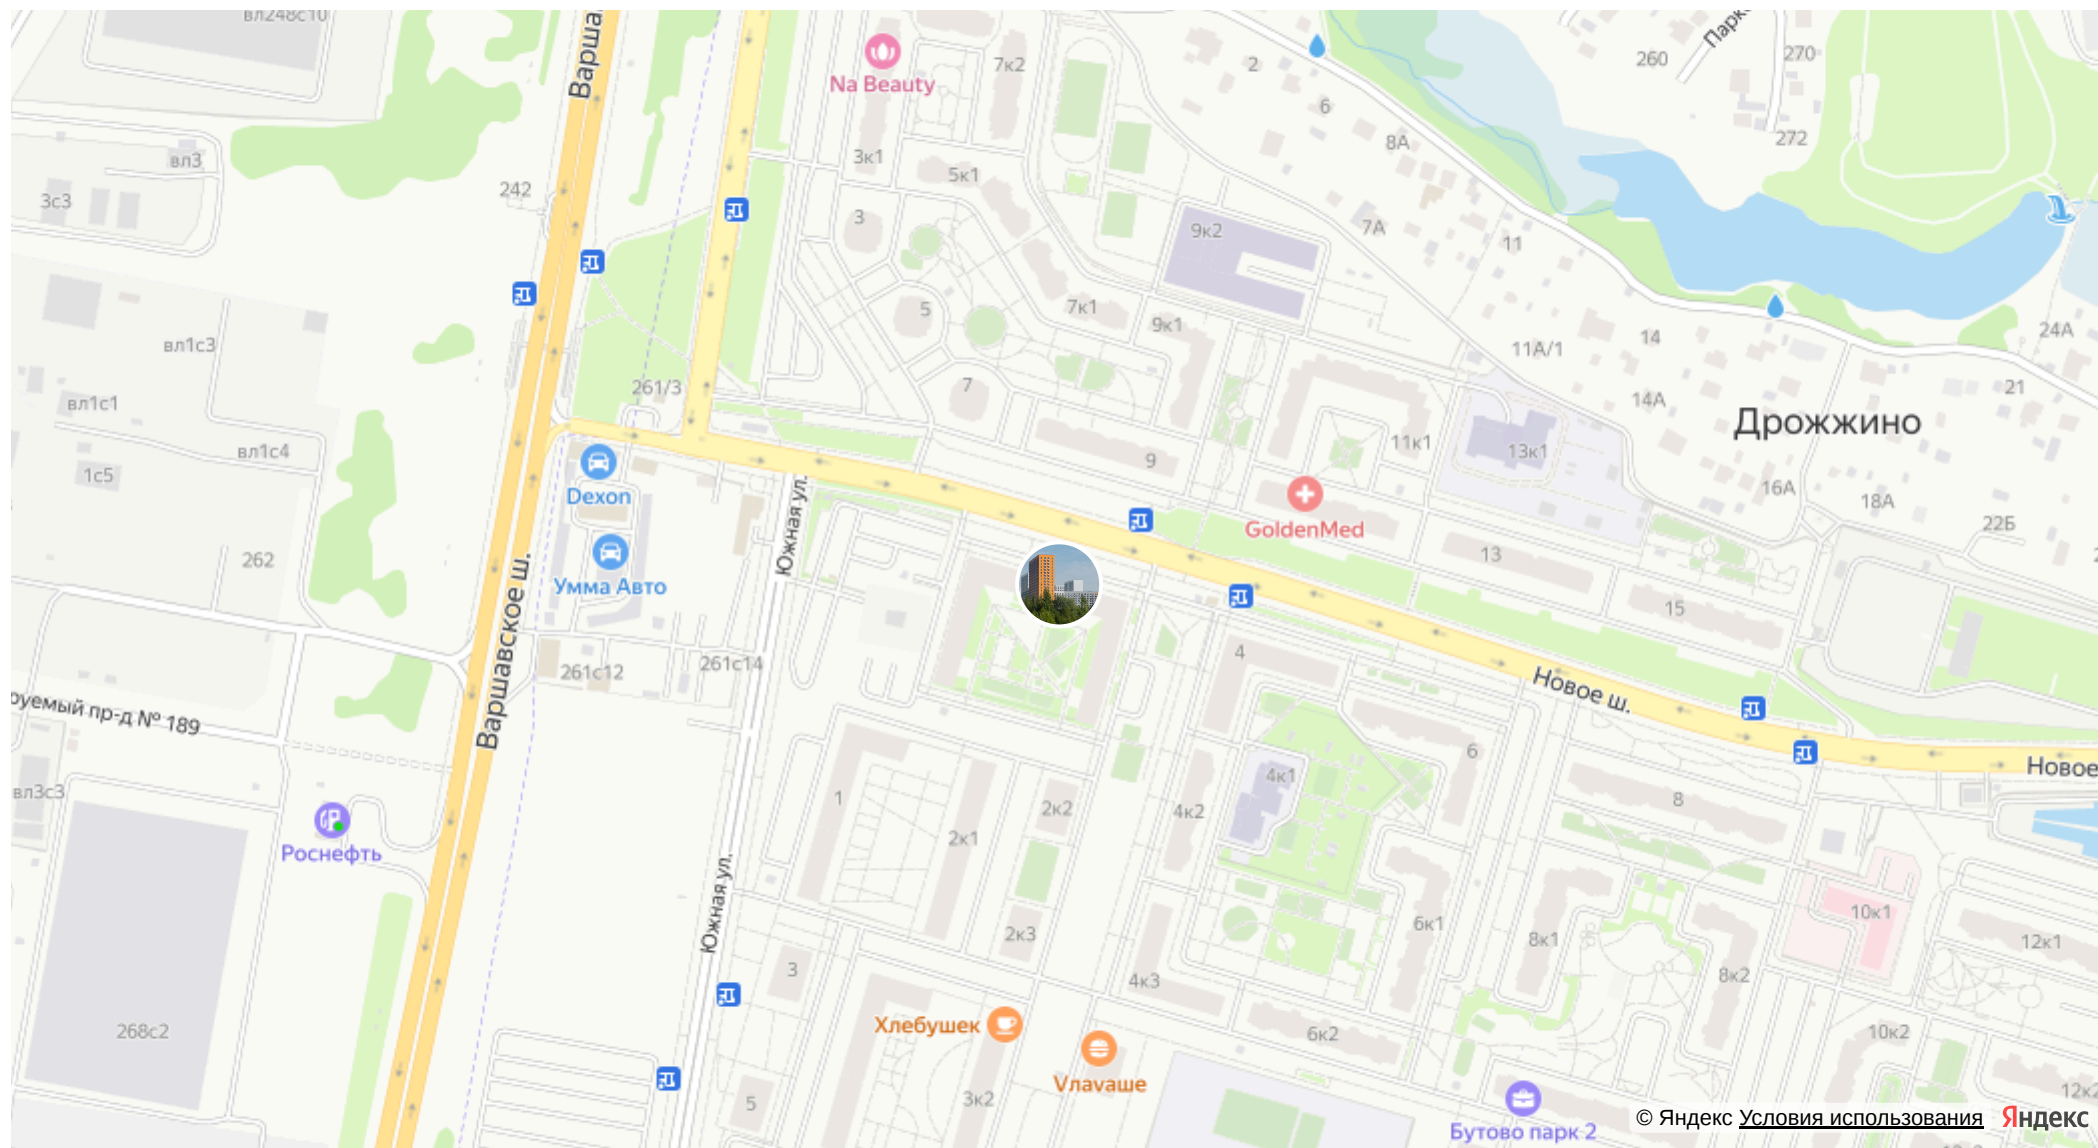 вл248с10
Варша
Парк
Na Beauty
7к2
2
260
270
6
8А
272
вл3
3к1
5к1
3с3
242
3
9к2
7А
11
5
7к1
9к1
24А
вл1с3
11А/1
14
261/3
7
21
вл1с1
14А
Дрожжино
вл1с4
11к1
13к1
9
1с5
16А
18А
Dexon
22Б
GoldenMed
Южная ул.
13
262
Умма Авто
Варшавское ш.
15
4
261с12
261с14
Новое ш.
руемый пр-д № 189
6
Новое
4к1
вл3с3
1
2к2
4к2
8
Роснефть
2к1
Южная ул.
10к1
6к1
2к3
8к1
12к1
3
8к2
4к3
268с2
Хлебушек
6к2
10к2
Vлаvаше
3к2
5
12к2
Бутово парк 2
© Яндекс Условия использования Яндекс